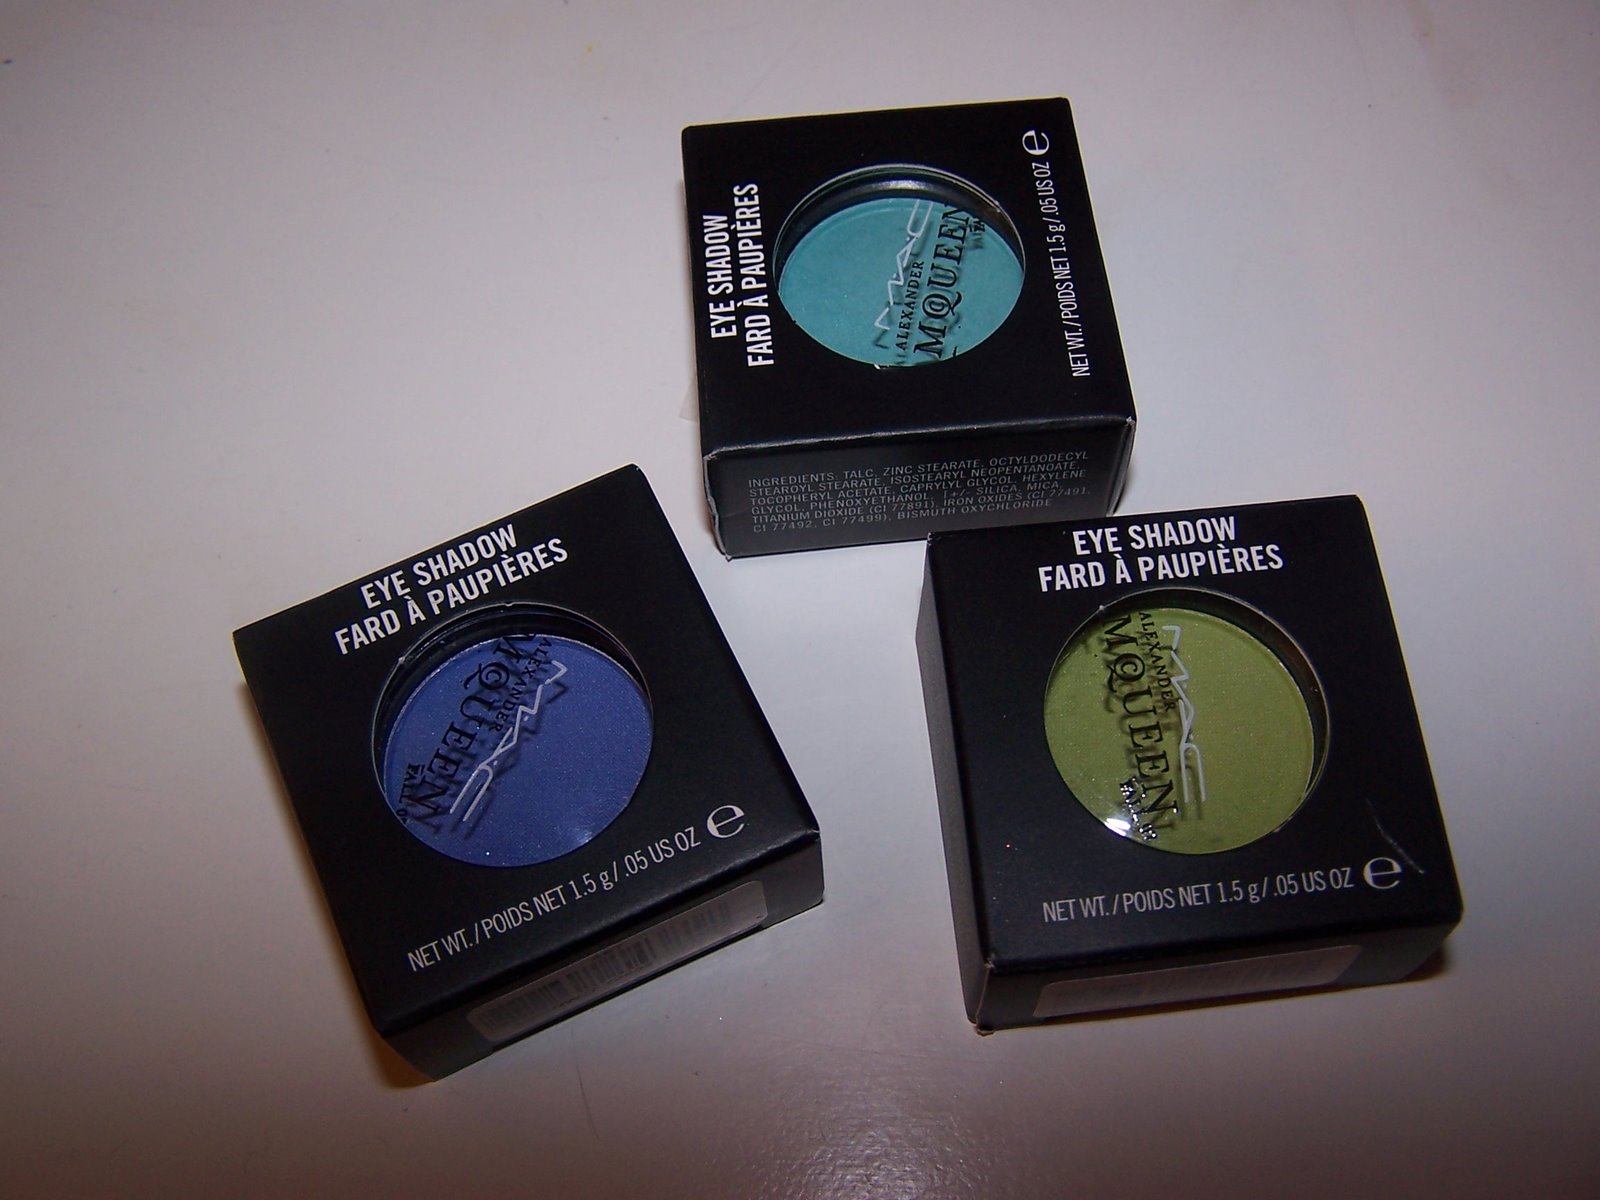 EYE SHADOW
FARD À PAUPIÈRES
MAC
ALEXANDER
MCQUEEN
NET WT. / POIDS NET 1.5 g / .05 US OZ e
INGREDIENTS: TALC, ZINC STEARATE, OCTYLDODECYL
STEAROYL STEARATE, ISOSTEARYL NEOPENTANOATE,
TOCOPHERYL ACETATE, CAPRYLYL GLYCOL, HEXYLENE
GLYCOL, PHENOXYETHANOL, [+/- SILICA, MICA,
TITANIUM DIOXIDE (CI 77891), IRON OXIDES (CI 77491,
CI 77492, CI 77499), BISMUTH OXYCHLORIDE
EYE SHADOW
FARD À PAUPIÈRES
MAC
ALEXANDER
MCQUEEN
NET WT. / POIDS NET 1.5 g / .05 US OZ e
EYE SHADOW
FARD À PAUPIÈRES
MAC
ALEXANDER
MCQUEEN
NET WT. / POIDS NET 1.5 g / .05 US OZ e